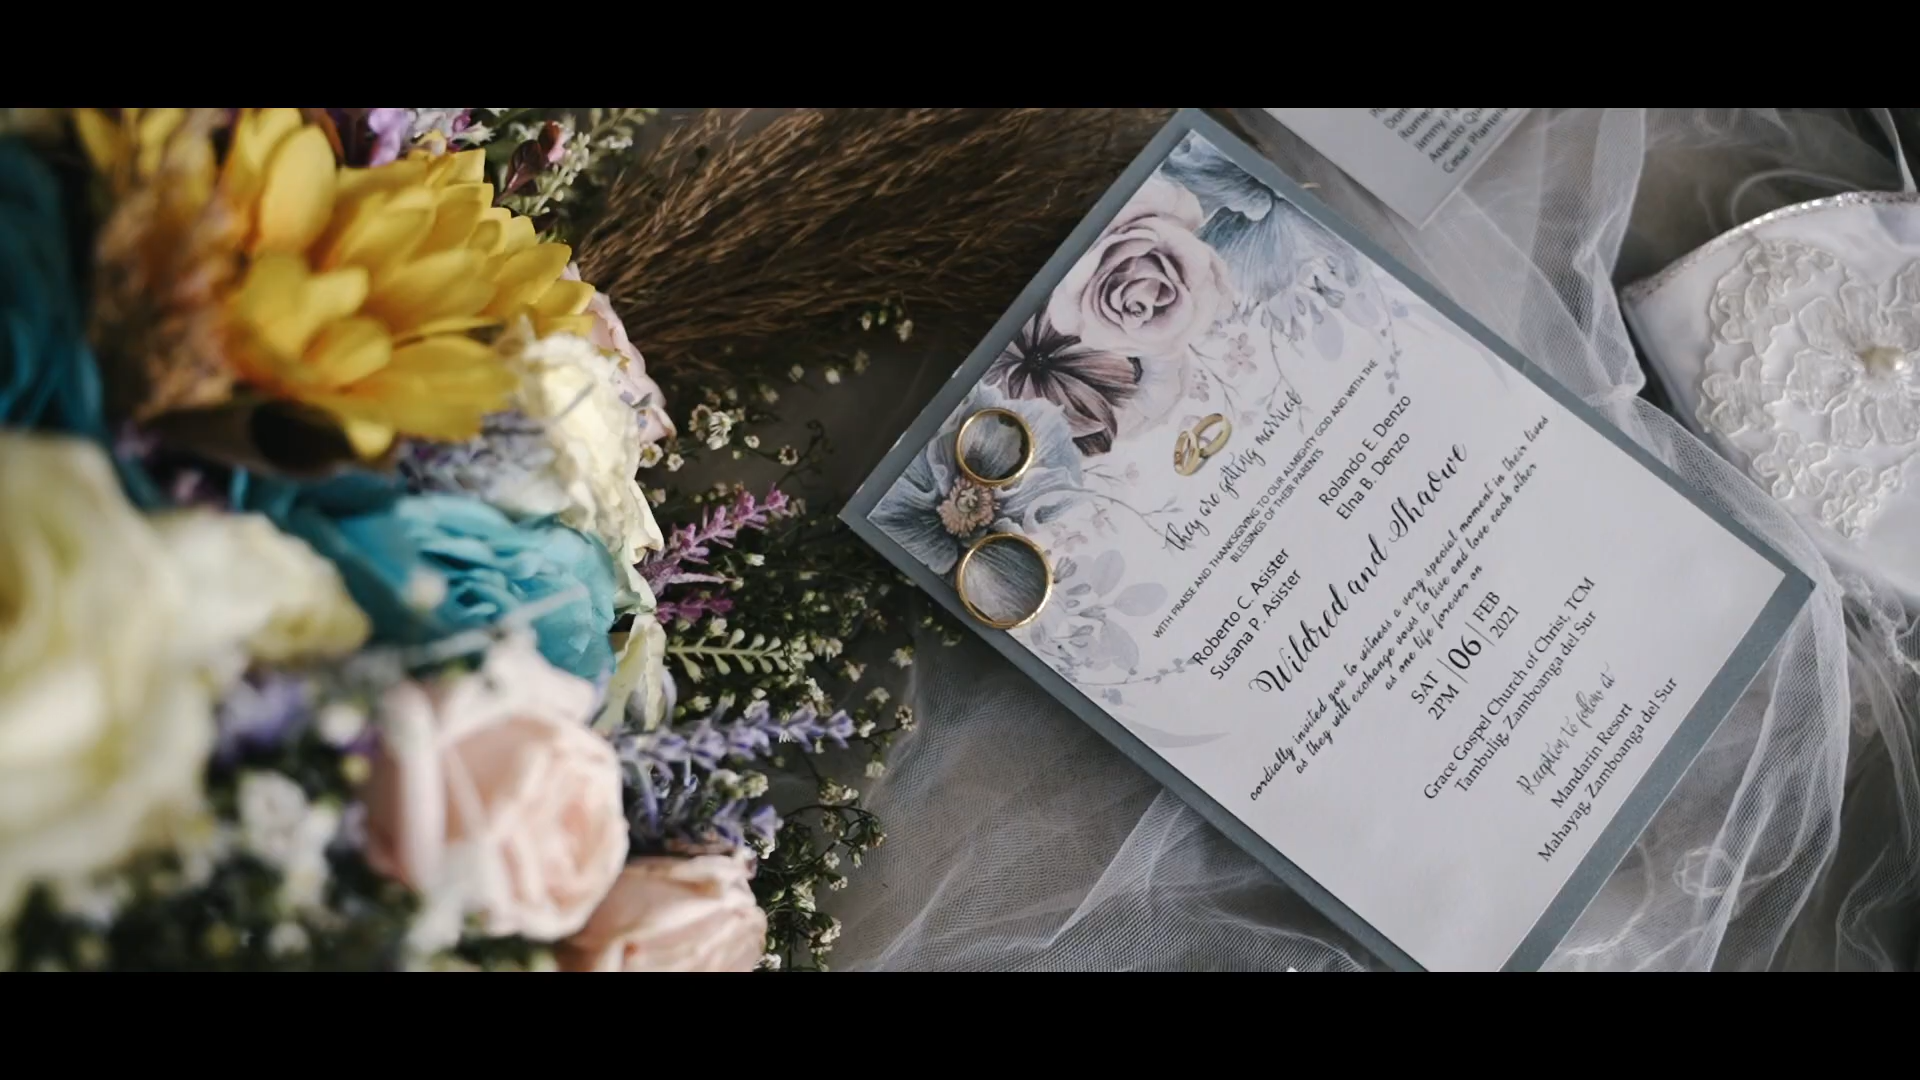 they are getting married
WITH PRAISE AND THANKSGIVING TO OUR ALMIGHTY GOD AND WITH THE
BLESSINGS OF THEIR PARENTS
Roberto C. Asister
Susana P. Asister
Rolando E. Denzo
Elna B. Denzo
Wildred and Shaowe
cordially invited you to witness a very special moment in their lives
as they will exchange vows to live and love each other
as one life forever on
SAT | 06 | FEB
2PM | 2021
Grace Gospel Church of Christ, TCM
Tambulig, Zamboanga del Sur
Reception to follow at
Mandarin Resort
Mahayag, Zamboanga del Sur
Jimmy
Anecito
Cesar